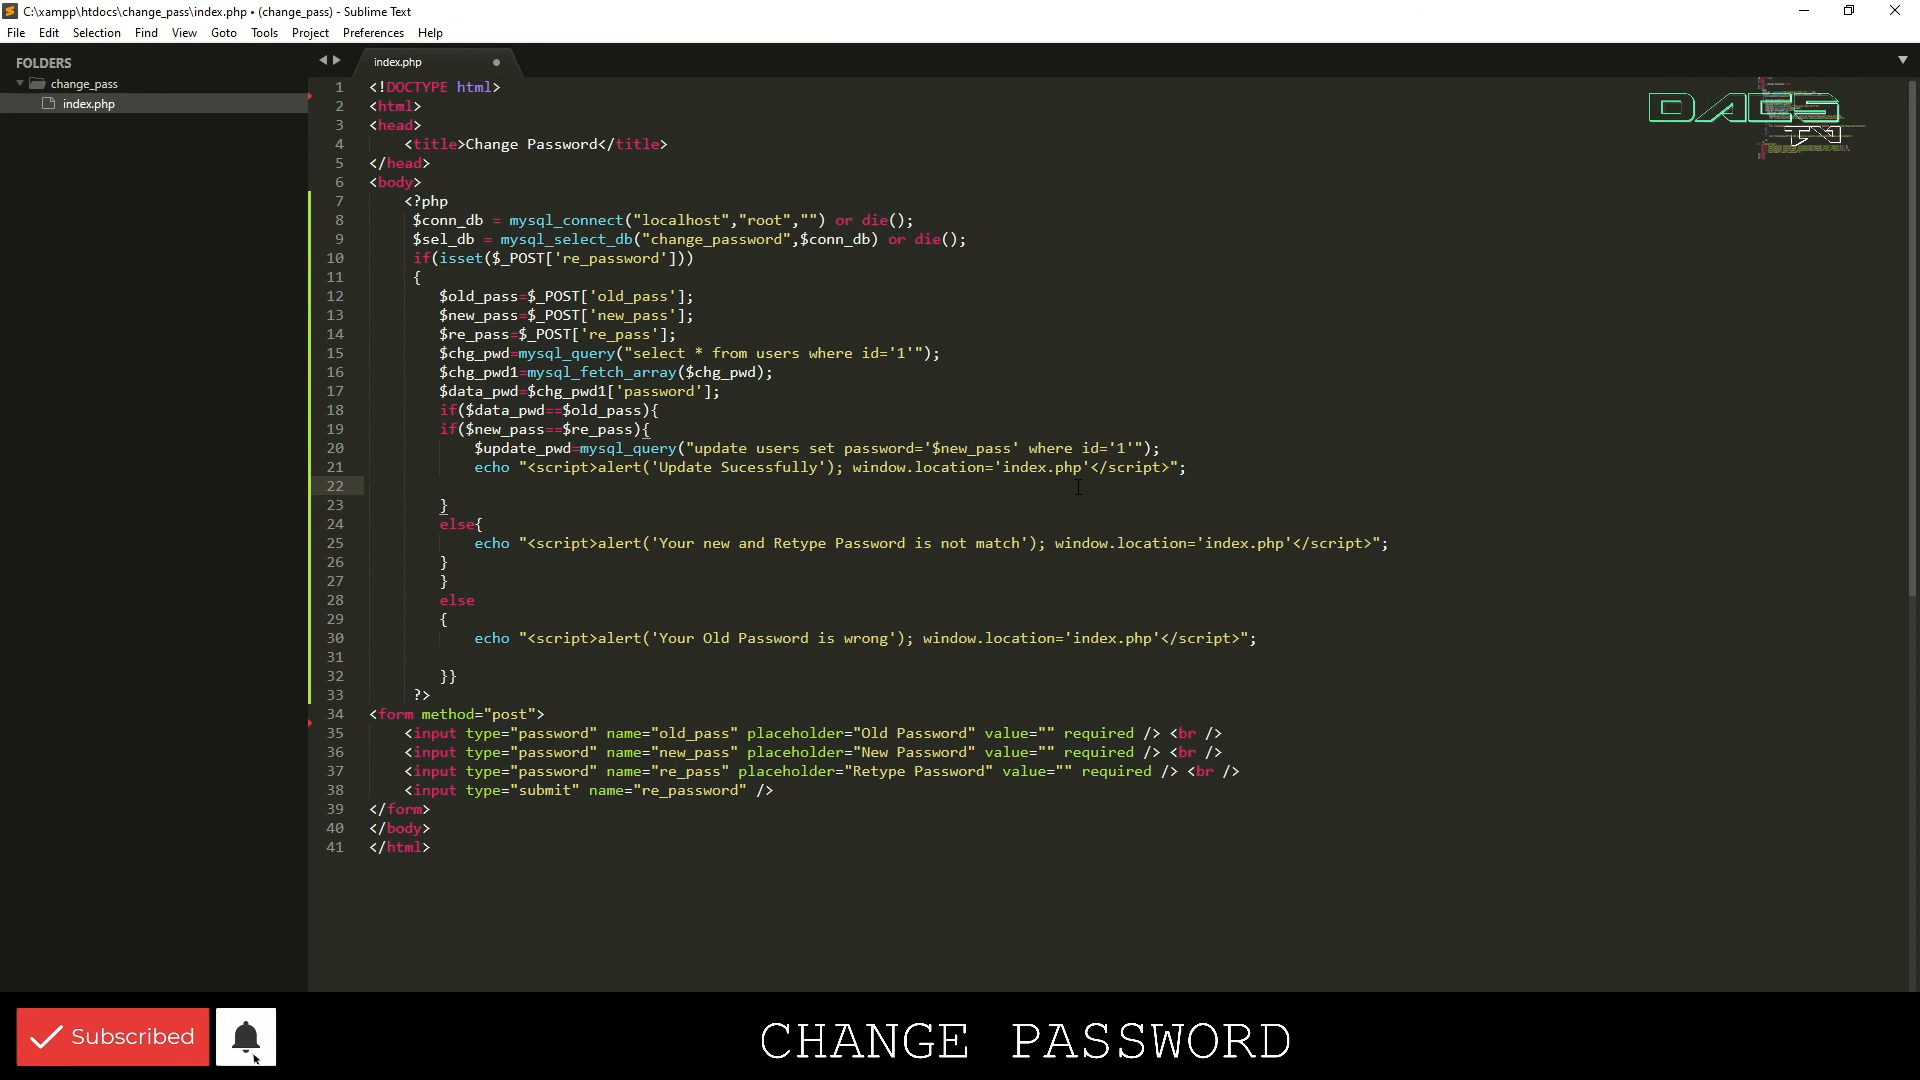 C:\xampp\htdocs\change_pass\index.php • (change_pass) - Sublime Text
File Edit Selection Find View Goto Tools Project Preferences Help
FOLDERS
change_pass
index.php
index.php
1 <!DOCTYPE html>
2 <html>
3 <head>
4 <title>Change Password</title>
5 </head>
6 <body>
7 <?php
8 $conn_db = mysql_connect("localhost","root","") or die();
9 $sel_db = mysql_select_db("change_password",$conn_db) or die();
10 if(isset($_POST['re_password']))
11 {
12 $old_pass=$_POST['old_pass'];
13 $new_pass=$_POST['new_pass'];
14 $re_pass=$_POST['re_pass'];
15 $chg_pwd=mysql_query("select * from users where id='1'");
16 $chg_pwd1=mysql_fetch_array($chg_pwd);
17 $data_pwd=$chg_pwd1['password'];
18 if($data_pwd==$old_pass){
19 if($new_pass==$re_pass){
20 $update_pwd=mysql_query("update users set password='$new_pass' where id='1'");
21 echo "<script>alert('Update Sucessfully'); window.location='index.php'</script>";
22
23 }
24 else{
25 echo "<script>alert('Your new and Retype Password is not match'); window.location='index.php'</script>";
26 }
27 }
28 else
29 {
30 echo "<script>alert('Your Old Password is wrong'); window.location='index.php'</script>";
31
32 }}
33 ?>
34 <form method="post">
35 <input type="password" name="old_pass" placeholder="Old Password" value="" required /> <br />
36 <input type="password" name="new_pass" placeholder="New Password" value="" required /> <br />
37 <input type="password" name="re_pass" placeholder="Retype Password" value="" required /> <br />
38 <input type="submit" name="re_password" />
39 </form>
40 </body>
41 </html>
Subscribed
CHANGE PASSWORD